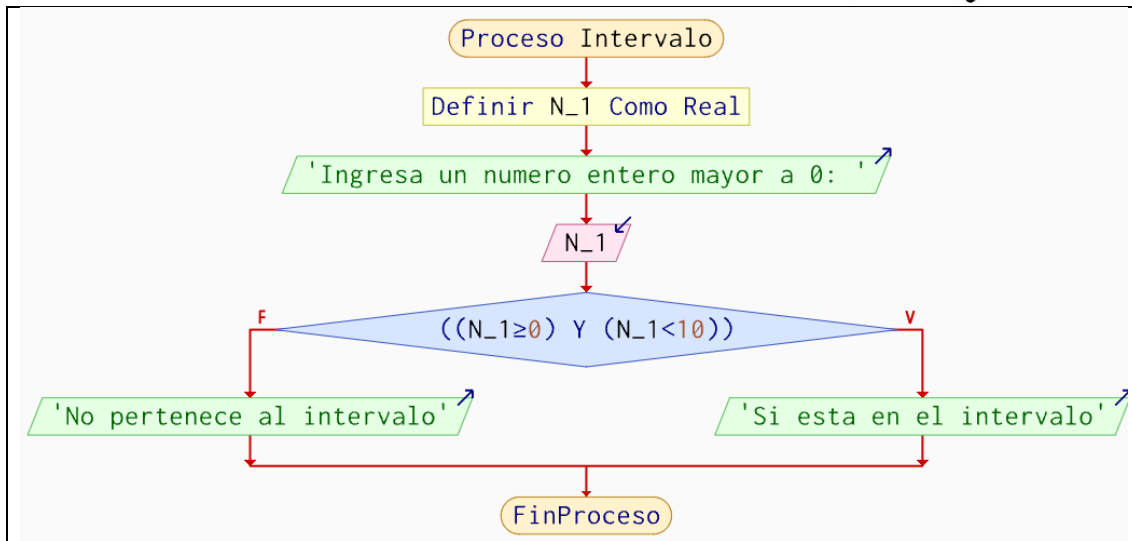 Proceso Intervalo
Definir N_1 Como Real
'Ingresa un numero entero mayor a 0: '
N_1
F
V
((N_1≥0) Y (N_1<10))
'No pertenece al intervalo'
'Si esta en el intervalo'
FinProceso